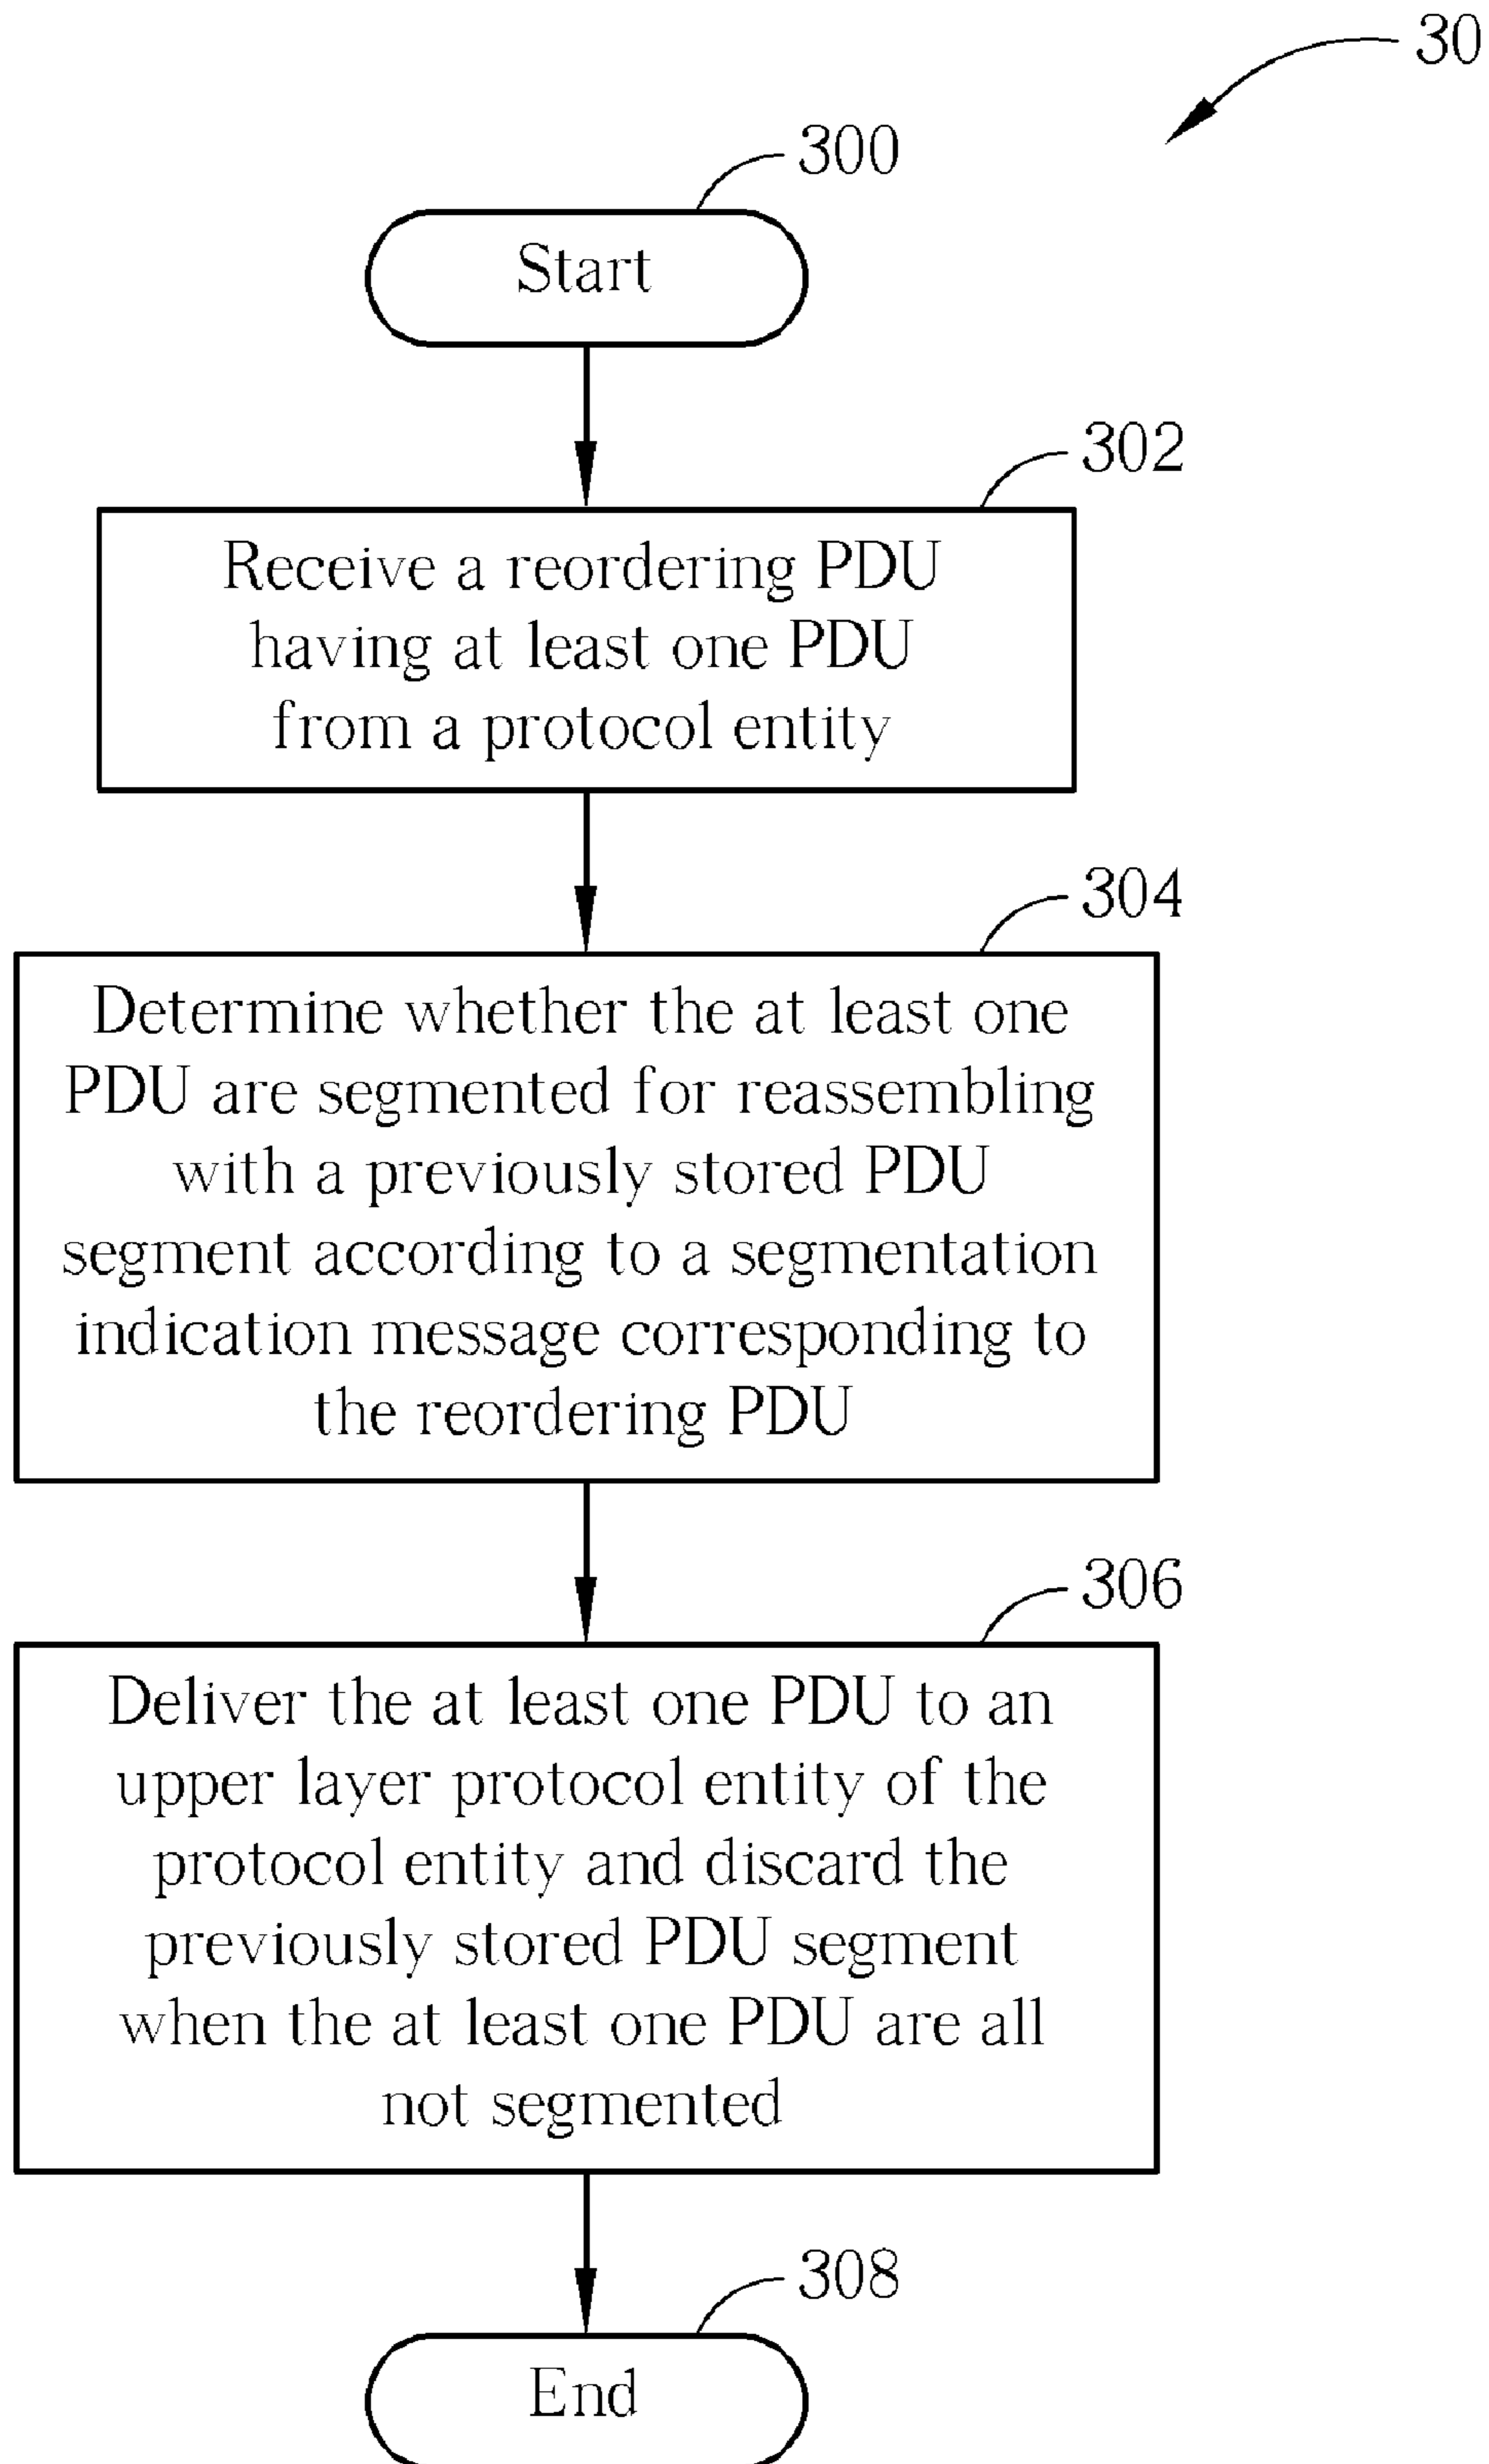 30
300
Start
302
Receive a reordering PDU
having at least one PDU
from a protocol entity
304
Determine whether the at least one
PDU are segmented for reassembling
with a previously stored PDU
segment according to a segmentation
indication message corresponding to
the reordering PDU
306
Deliver the at least one PDU to an
upper layer protocol entity of the
protocol entity and discard the
previously stored PDU segment
when the at least one PDU are all
not segmented
308
End